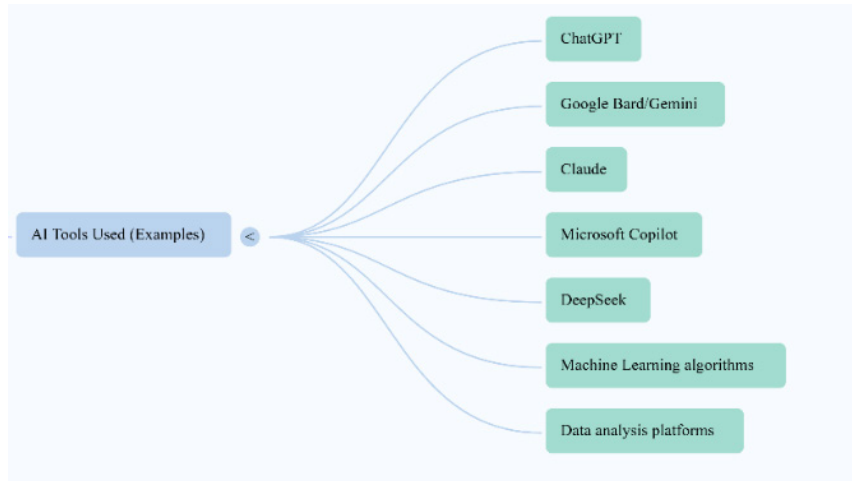 ChatGPT
Google Bard/Gemini
Claude
AI Tools Used (Examples)
<
Microsoft Copilot
DeepSeek
Machine Learning algorithms
Data analysis platforms